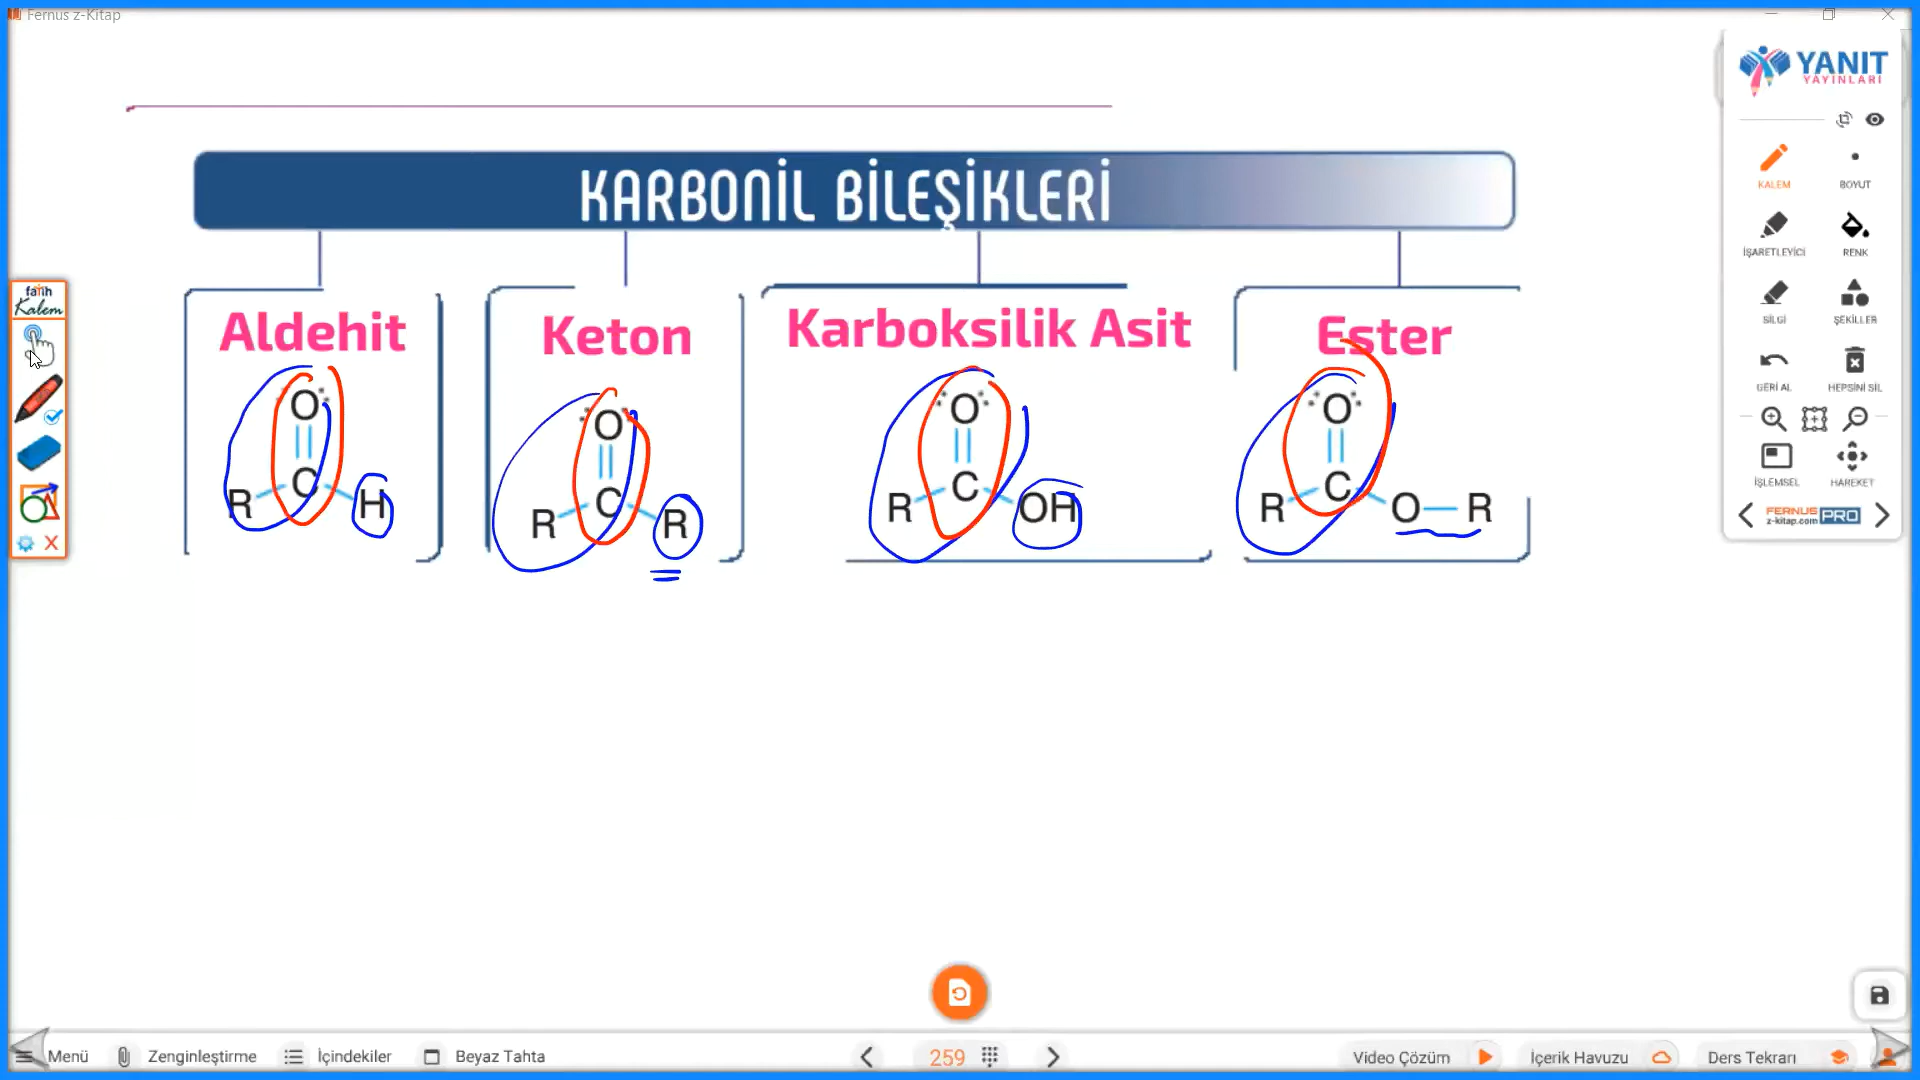 Fernus z-Kitap
YANIT
YAYINLARI
KARBONİL BİLEŞİKLERİ
Aldehit
Keton
Karboksilik Asit
Ester
O
C
R
H
O
C
R
R
O
C
R
OH
O
C
R
O
R
fatih
Kalem
KALEM
BOYUT
İŞARETLEYİCİ
RENK
SİLGİ
ŞEKİLLER
GERİ AL
HEPSİNİ SİL
İŞLEMSEL
HAREKET
FERNUS
z-kitap.com
PRO
Menü
Zenginleştirme
İçindekiler
Beyaz Tahta
259
Video Çözüm
İçerik Havuzu
Ders Tekrarı